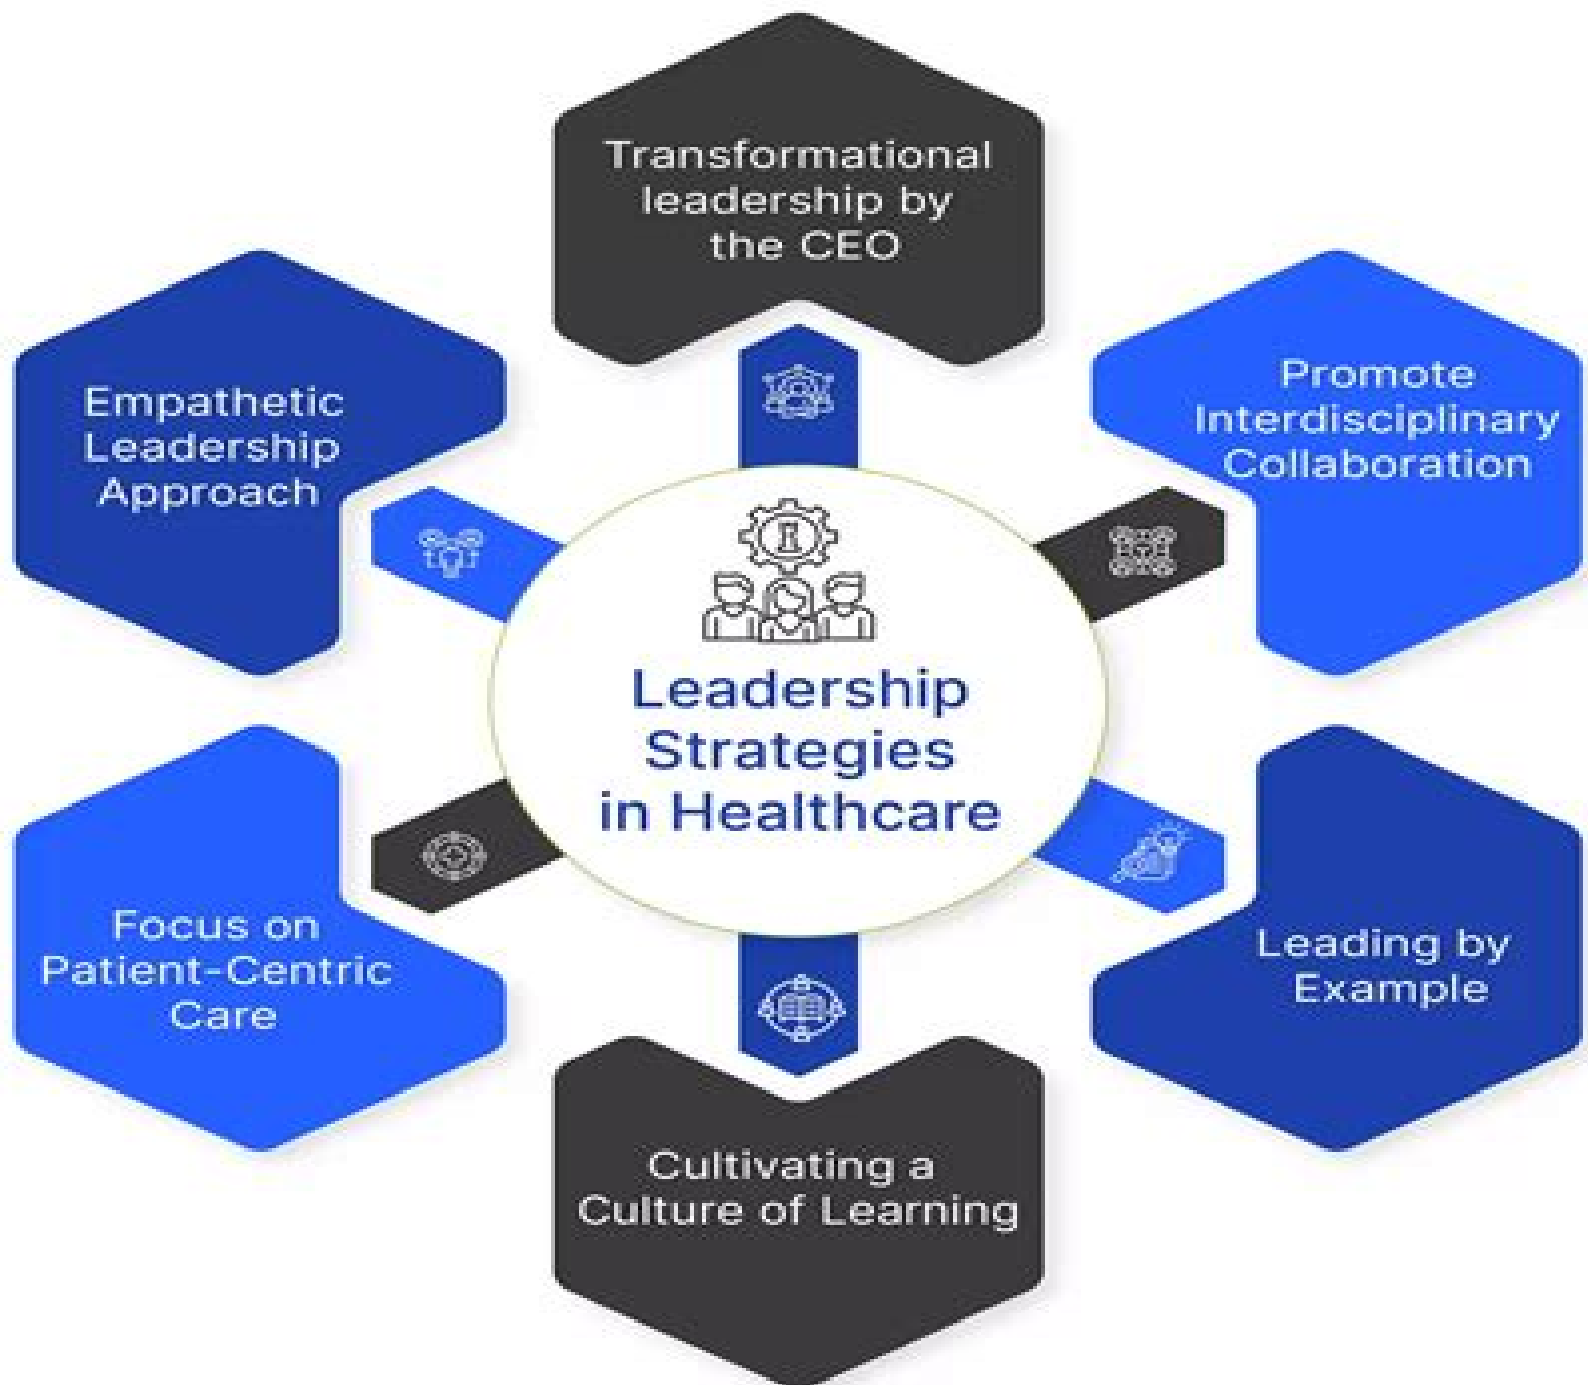 Transformational
leadership by
the CEO
Promote
Interdisciplinary
Collaboration
Leading by
Example
Cultivating a
Culture of Learning
Focus on
Patient-Centric
Care
Empathetic
Leadership
Approach
Leadership
Strategies
in Healthcare